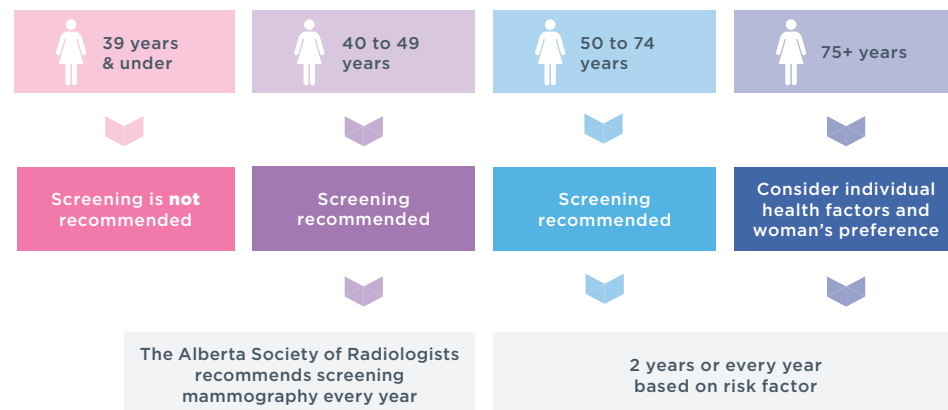 39 years
& under
40 to 49
years
50 to 74
years
75+ years
Screening is not
recommended
Screening
recommended
Screening
recommended
Consider individual
health factors and
woman's preference
The Alberta Society of Radiologists
recommends screening
mammography every year
2 years or every year
based on risk factor